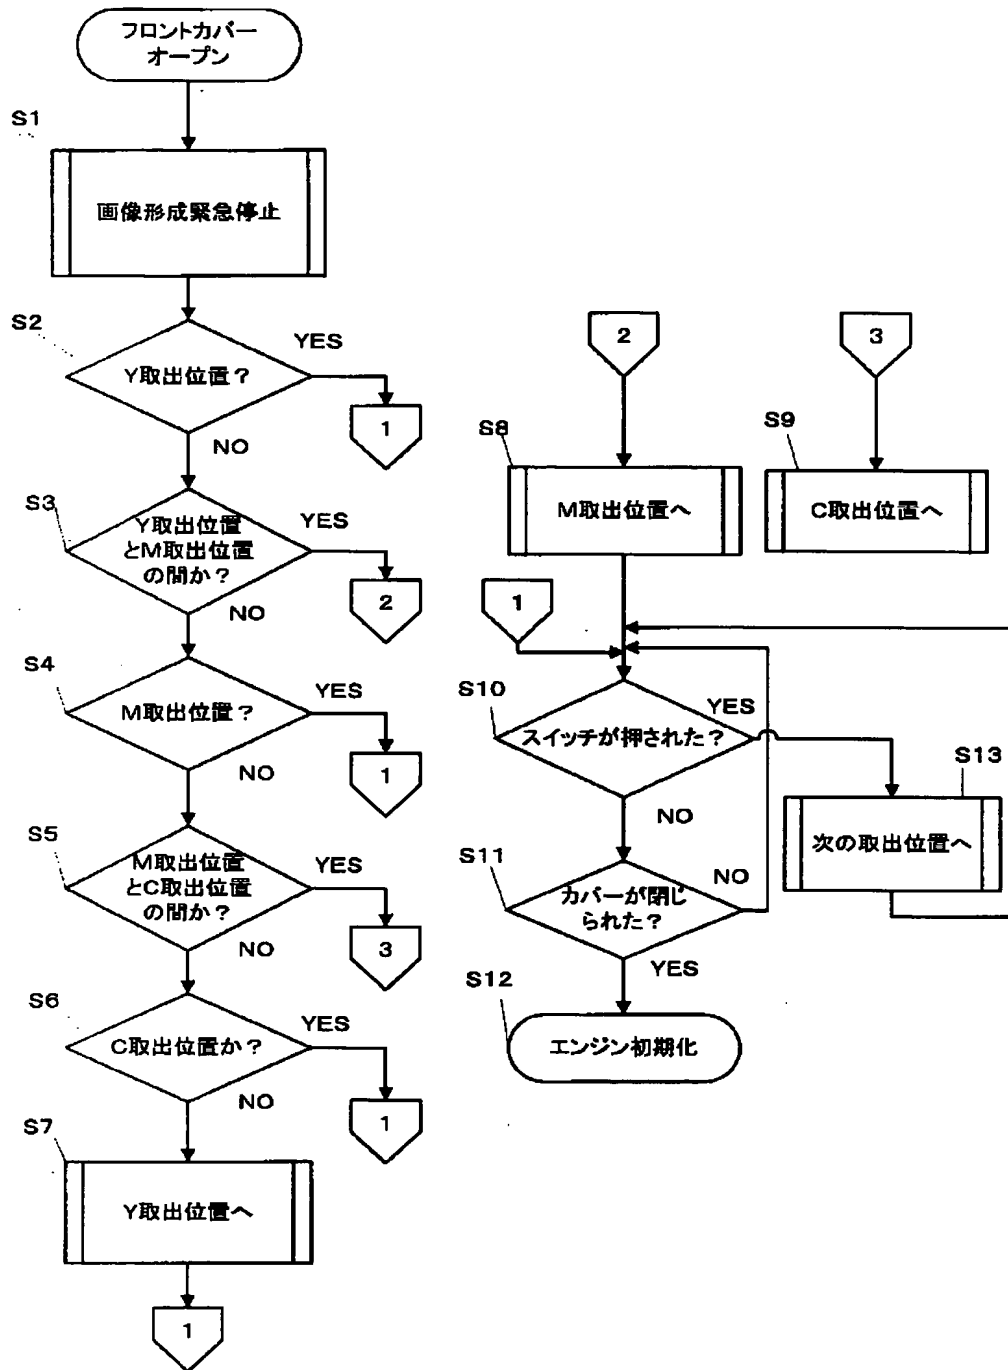 フロントカバー
オープン
S1
画像形成緊急停止
S2
YES
Y取出位置？
1
NO
S3
Y取出位置
とM取出位置
の間か？
YES
2
NO
S4
M取出位置？
YES
1
NO
S5
M取出位置
とC取出位置
の間か？
YES
3
NO
S6
C取出位置か？
YES
1
NO
S7
Y取出位置へ
1
2
S8
M取出位置へ
3
S9
C取出位置へ
1
S10
スイッチが押された？
YES
NO
S13
次の取出位置へ
S11
カバーが閉じ
られた？
NO
YES
S12
エンジン初期化